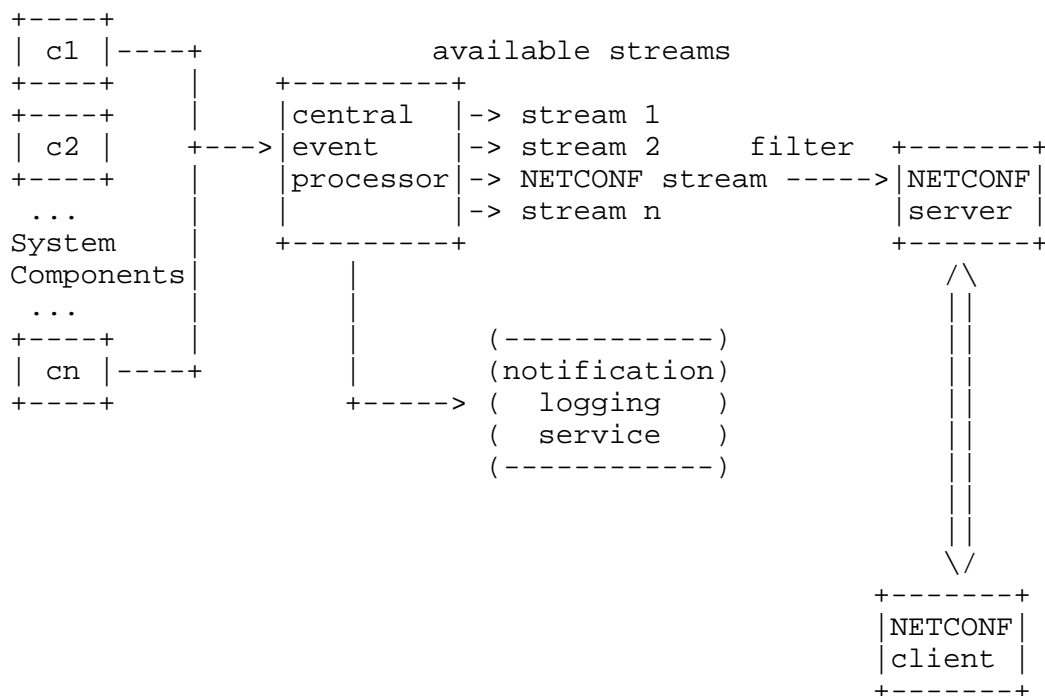 +----+
| c1 |----+             available streams
+----+    |    +---------+
+----+    |    |central  |-> stream 1
| c2 |    +--->|event    |-> stream 2     filter  +-------+
+----+    |    |processor|-> NETCONF stream ----->|NETCONF|
 ...      |    |         |-> stream n             |server |
System    |    +---------+                        +-------+
Components|        |                                 /\
 ...      |        |                                 ||
+----+    |        |      (------------)             ||
| cn |----+        |      (notification)             ||
+----+             +-----> (  logging   )            ||
                          (  service   )             ||
                          (------------)             ||
                                                     ||
                                                     ||
                                                     \/
                                                 +-------+
                                                 |NETCONF|
                                                 |client |
                                                 +-------+